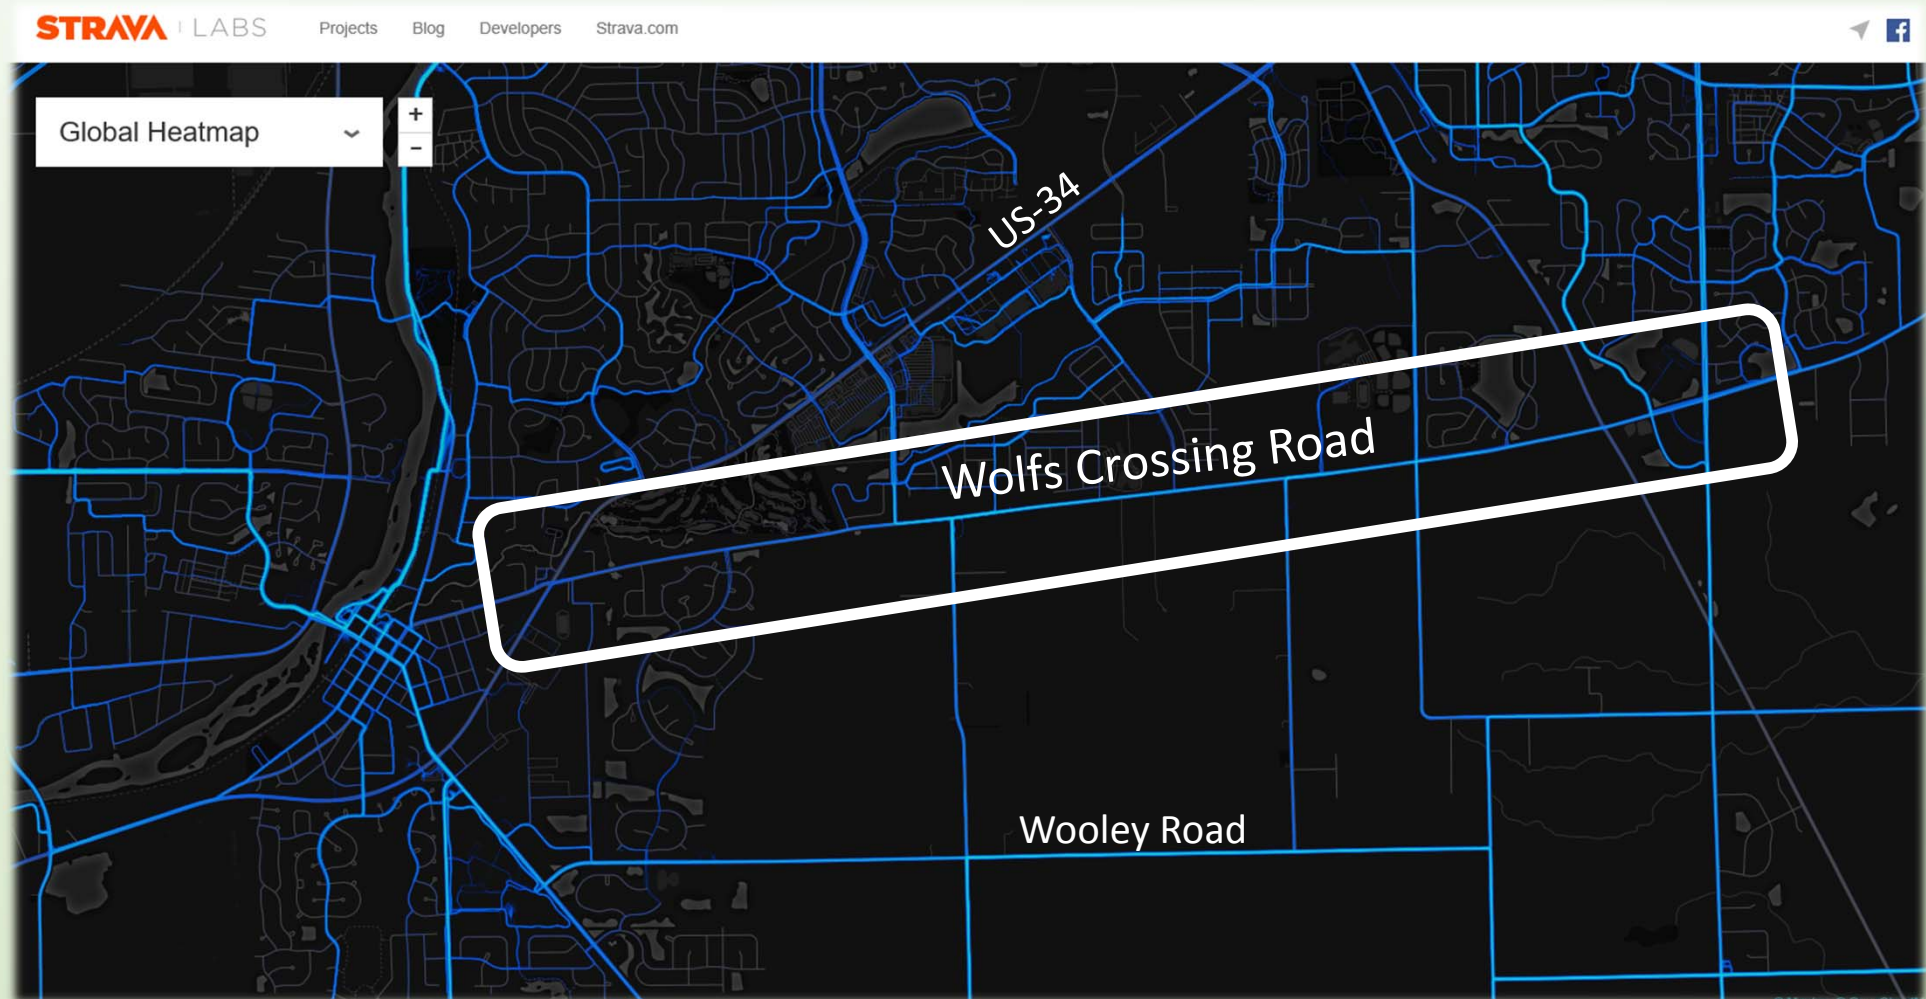 STRAVA LABS Projects Blog Developers Strava.com
Global Heatmap
+
-
US-34
Wolfs Crossing Road
Wooley Road